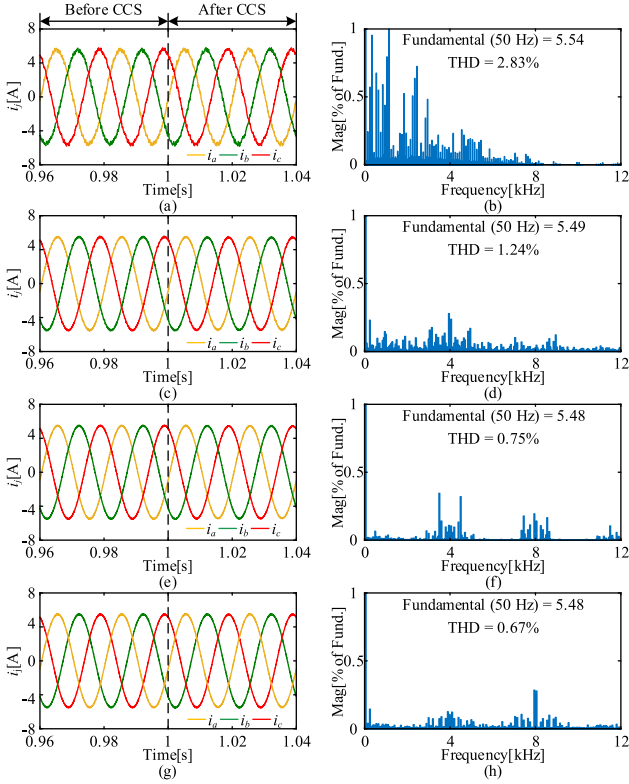 Before CCS After CCS
8
4
0
-4
-8
i_j[A]
i_a i_b i_c
0.96 0.98 1 1.02 1.04
Time[s]
(a)
1
0.5
0
Mag[% of Fund.]
Fundamental (50 Hz) = 5.54
THD = 2.83%
0 4 8 12
Frequency[kHz]
(b)
8
4
0
-4
-8
i_j[A]
i_a i_b i_c
0.96 0.98 1 1.02 1.04
Time[s]
(c)
1
0.5
0
Mag[% of Fund.]
Fundamental (50 Hz) = 5.49
THD = 1.24%
0 4 8 12
Frequency[kHz]
(d)
8
4
0
-4
-8
i_j[A]
i_a i_b i_c
0.96 0.98 1 1.02 1.04
Time[s]
(e)
1
0.5
0
Mag[% of Fund.]
Fundamental (50 Hz) = 5.48
THD = 0.75%
0 4 8 12
Frequency[kHz]
(f)
8
4
0
-4
-8
i_j[A]
i_a i_b i_c
0.96 0.98 1 1.02 1.04
Time[s]
(g)
1
0.5
0
Mag[% of Fund.]
Fundamental (50 Hz) = 5.48
THD = 0.67%
0 4 8 12
Frequency[kHz]
(h)